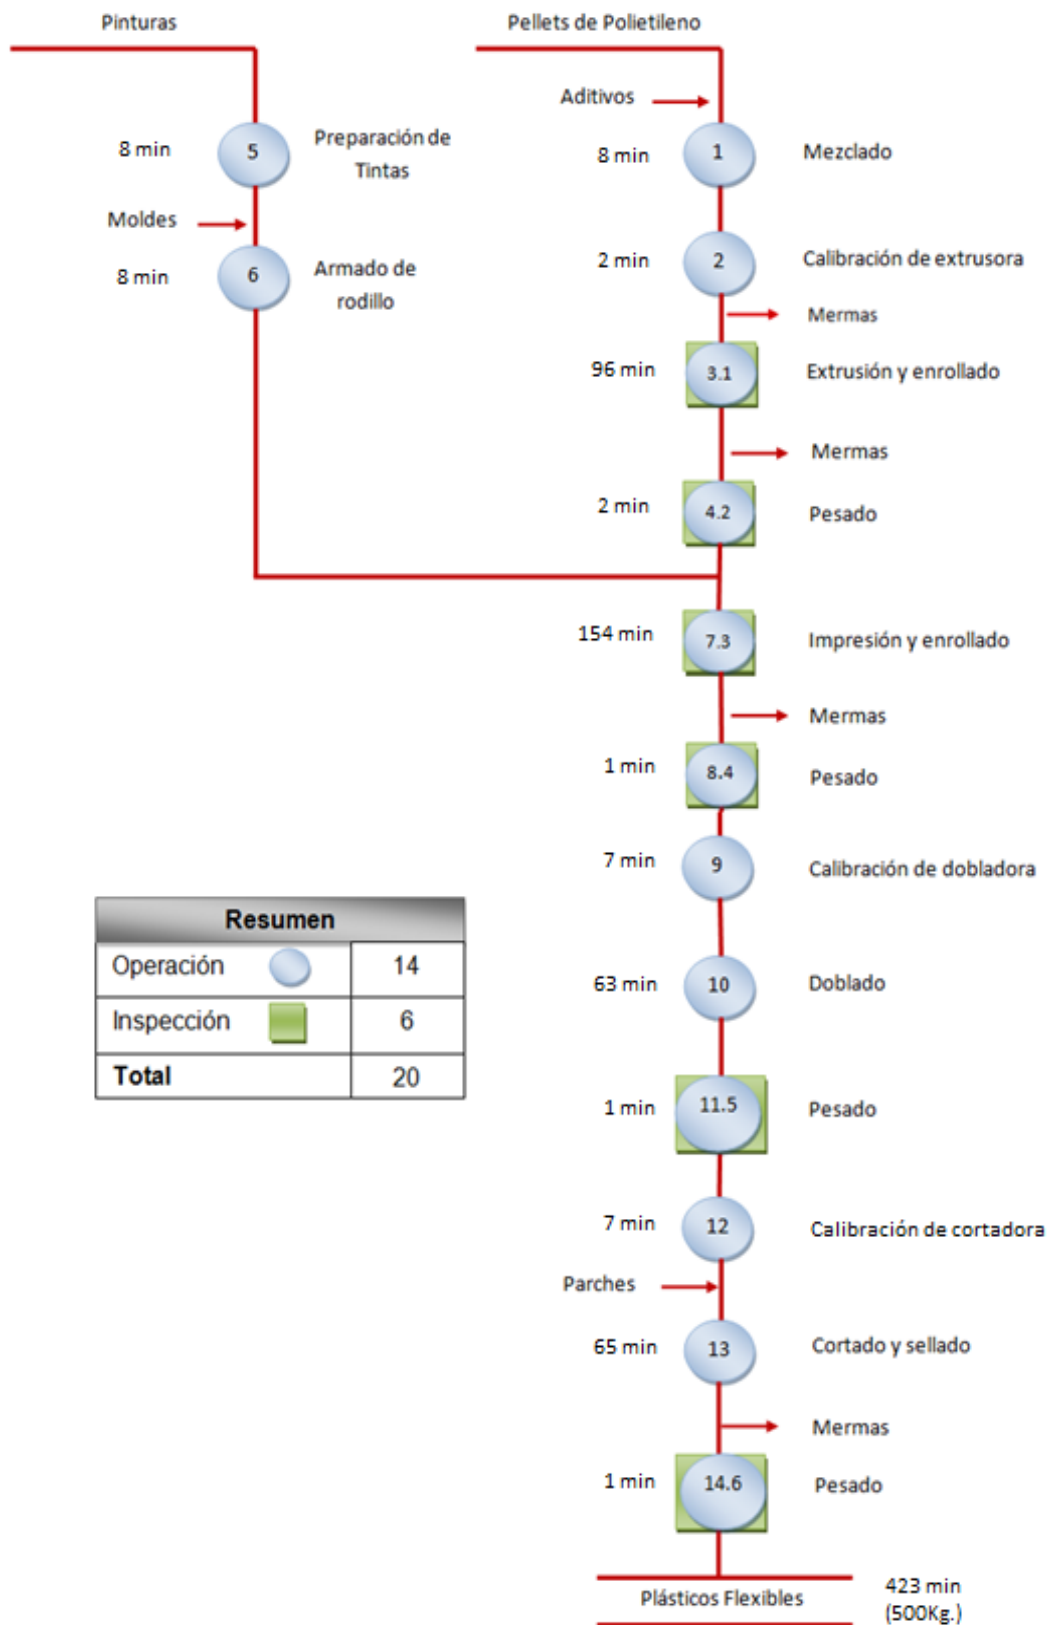 Pinturas
Pellets de Polietileno
Aditivos
8 min
5
Preparación de
Tintas
8 min
1
Mezclado
Moldes
8 min
6
Armado de
rodillo
2 min
2
Calibración de extrusora
Mermas
96 min
3.1
Extrusión y enrollado
Mermas
2 min
4.2
Pesado
154 min
7.3
Impresión y enrollado
Mermas
1 min
8.4
Pesado
7 min
9
Calibración de dobladora
Resumen
Operación 14
Inspección 6
Total 20
63 min
10
Doblado
1 min
11.5
Pesado
7 min
12
Calibración de cortadora
Parches
65 min
13
Cortado y sellado
Mermas
1 min
14.6
Pesado
Plásticos Flexibles
423 min
(500Kg.)